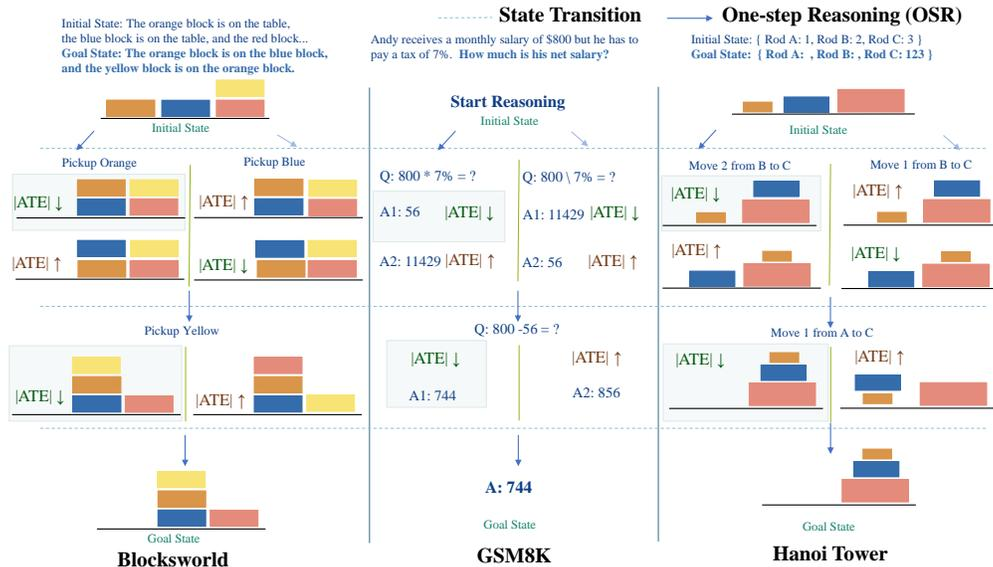 State Transition
One-step Reasoning (OSR)
Initial State: The orange block is on the table,
the blue block is on the table, and the red block...
Goal State: The orange block is on the blue block,
and the yellow block is on the orange block.
Initial State
Pickup Orange
Pickup Blue
|ATE| ↓
|ATE| ↑
|ATE| ↑
|ATE| ↓
Pickup Yellow
|ATE| ↓
|ATE| ↑
Goal State
Blocksworld
Andy receives a monthly salary of $800 but he has to
pay a tax of 7%. How much is his net salary?
Start Reasoning
Initial State
Q: 800 * 7% = ?
Q: 800 \ 7% = ?
A1: 56 |ATE| ↓
A1: 11429 |ATE| ↓
A2: 11429 |ATE| ↑
A2: 56 |ATE| ↑
Q: 800 -56 = ?
|ATE| ↓
|ATE| ↑
A1: 744
A2: 856
A: 744
Goal State
GSM8K
Initial State: { Rod A: 1, Rod B: 2, Rod C: 3 }
Goal State: { Rod A: , Rod B: , Rod C: 123 }
Initial State
Move 2 from B to C
Move 1 from B to C
|ATE| ↓
|ATE| ↑
|ATE| ↑
|ATE| ↓
Move 1 from A to C
|ATE| ↓
|ATE| ↑
Goal State
Hanoi Tower